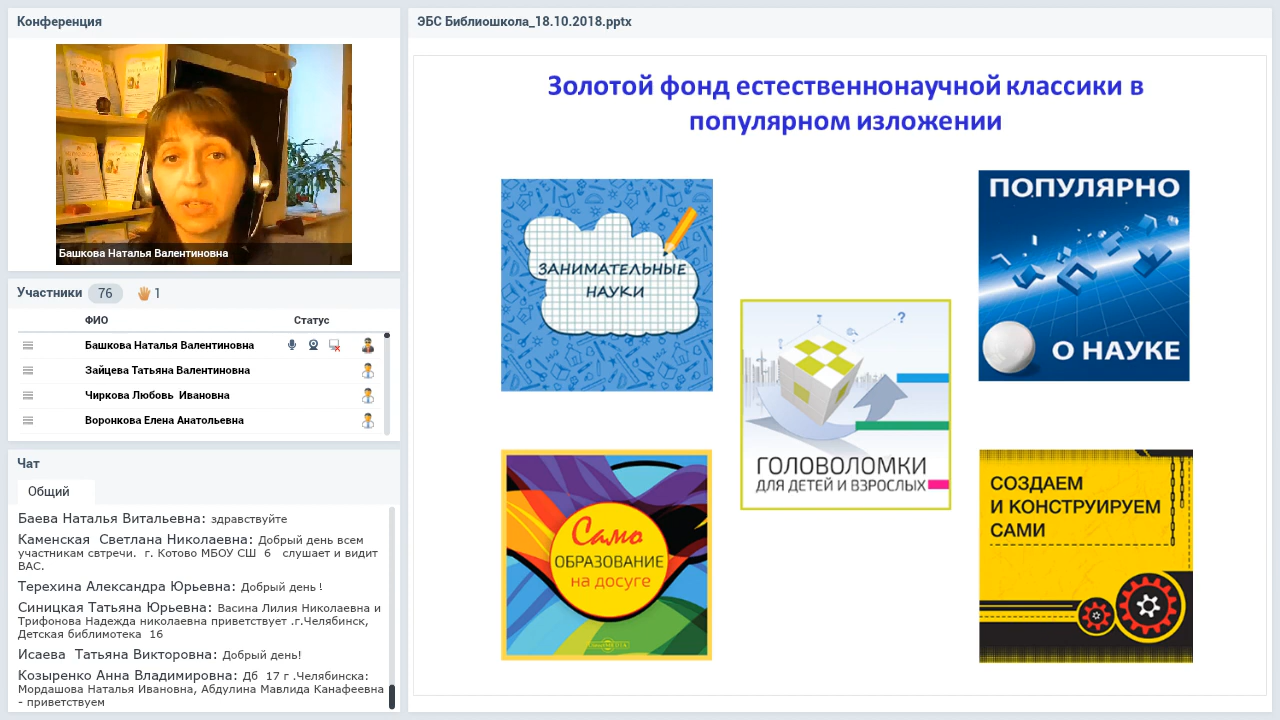 Конференция
Башкова Наталья Валентиновна
Участники 76 1
ФИО Статус
Башкова Наталья Валентиновна
Зайцева Татьяна Валентиновна
Чиркова Любовь Ивановна
Воронкова Елена Анатольевна
Чат
Общий
Баева Наталья Витальевна: здравствуйте
Каменская Светлана Николаевна: Добрый день всем
участникам свтречи. г. Котово МБОУ СШ 6 слушает и видит
ВАС.
Терехина Александра Юрьевна: Добрый день !
Синицкая Татьяна Юрьевна: Васина Лилия Николаевна и
Трифонова Надежда николаевна приветствует .г.Челябинск,
Детская библимотека 16
Исаева Татьяна Викторовна: Добрый день!
Козыренко Анна Владимировна: Дб 17 г .Челябинска:
Мордашова Наталья Ивановна, Абдулина Мавлида Канафеевна
- приветствуем
ЭБС Библиошкола_18.10.2018.pptx
Золотой фонд естественнонаучной классики в
популярном изложении
ЗАНИМАТЕЛЬНЫЕ
НАУКИ
ПОПУЛЯРНО
О НАУКЕ
?
ГОЛОВОЛОМКИ
ДЛЯ ДЕТЕЙ И ВЗРОСЛЫХ
Само
ОБРАЗОВАНИЕ
на досуге
СОЗДАЕМ
И КОНСТРУИРУЕМ
САМИ